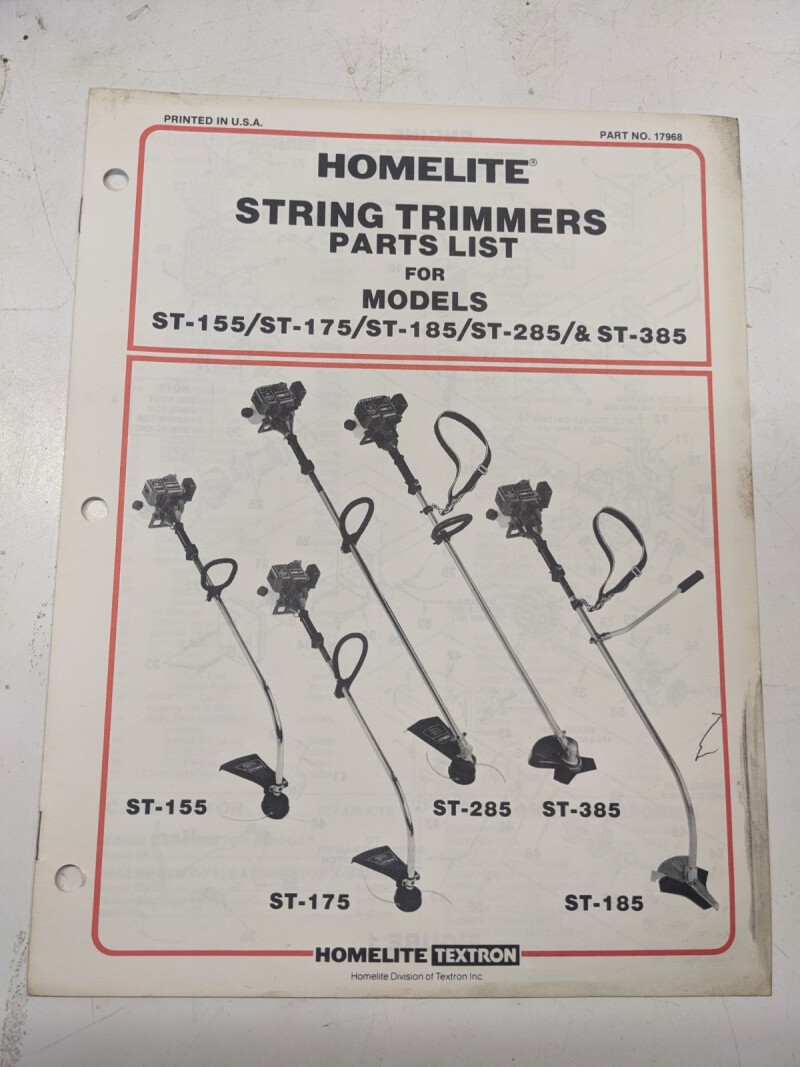 PRINTED IN U.S.A.
PART NO. 17968
HOMELITE®
STRING TRIMMERS
PARTS LIST
FOR
MODELS
ST-155/ST-175/ST-185/ST-285/& ST-385
ST-155
ST-285
ST-385
ST-175
ST-185
HOMELITE TEXTRON
Homelite Division of Textron Inc.